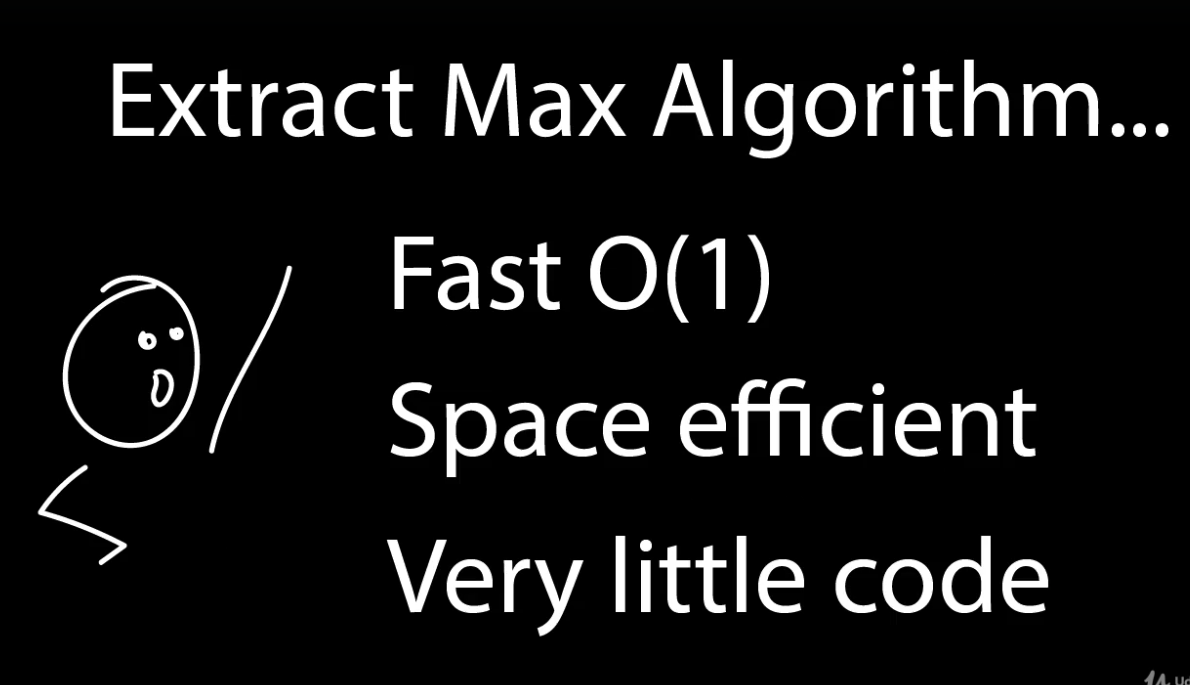 Extract Max Algorithm...
Fast O(1)
Space efficient
Very little code